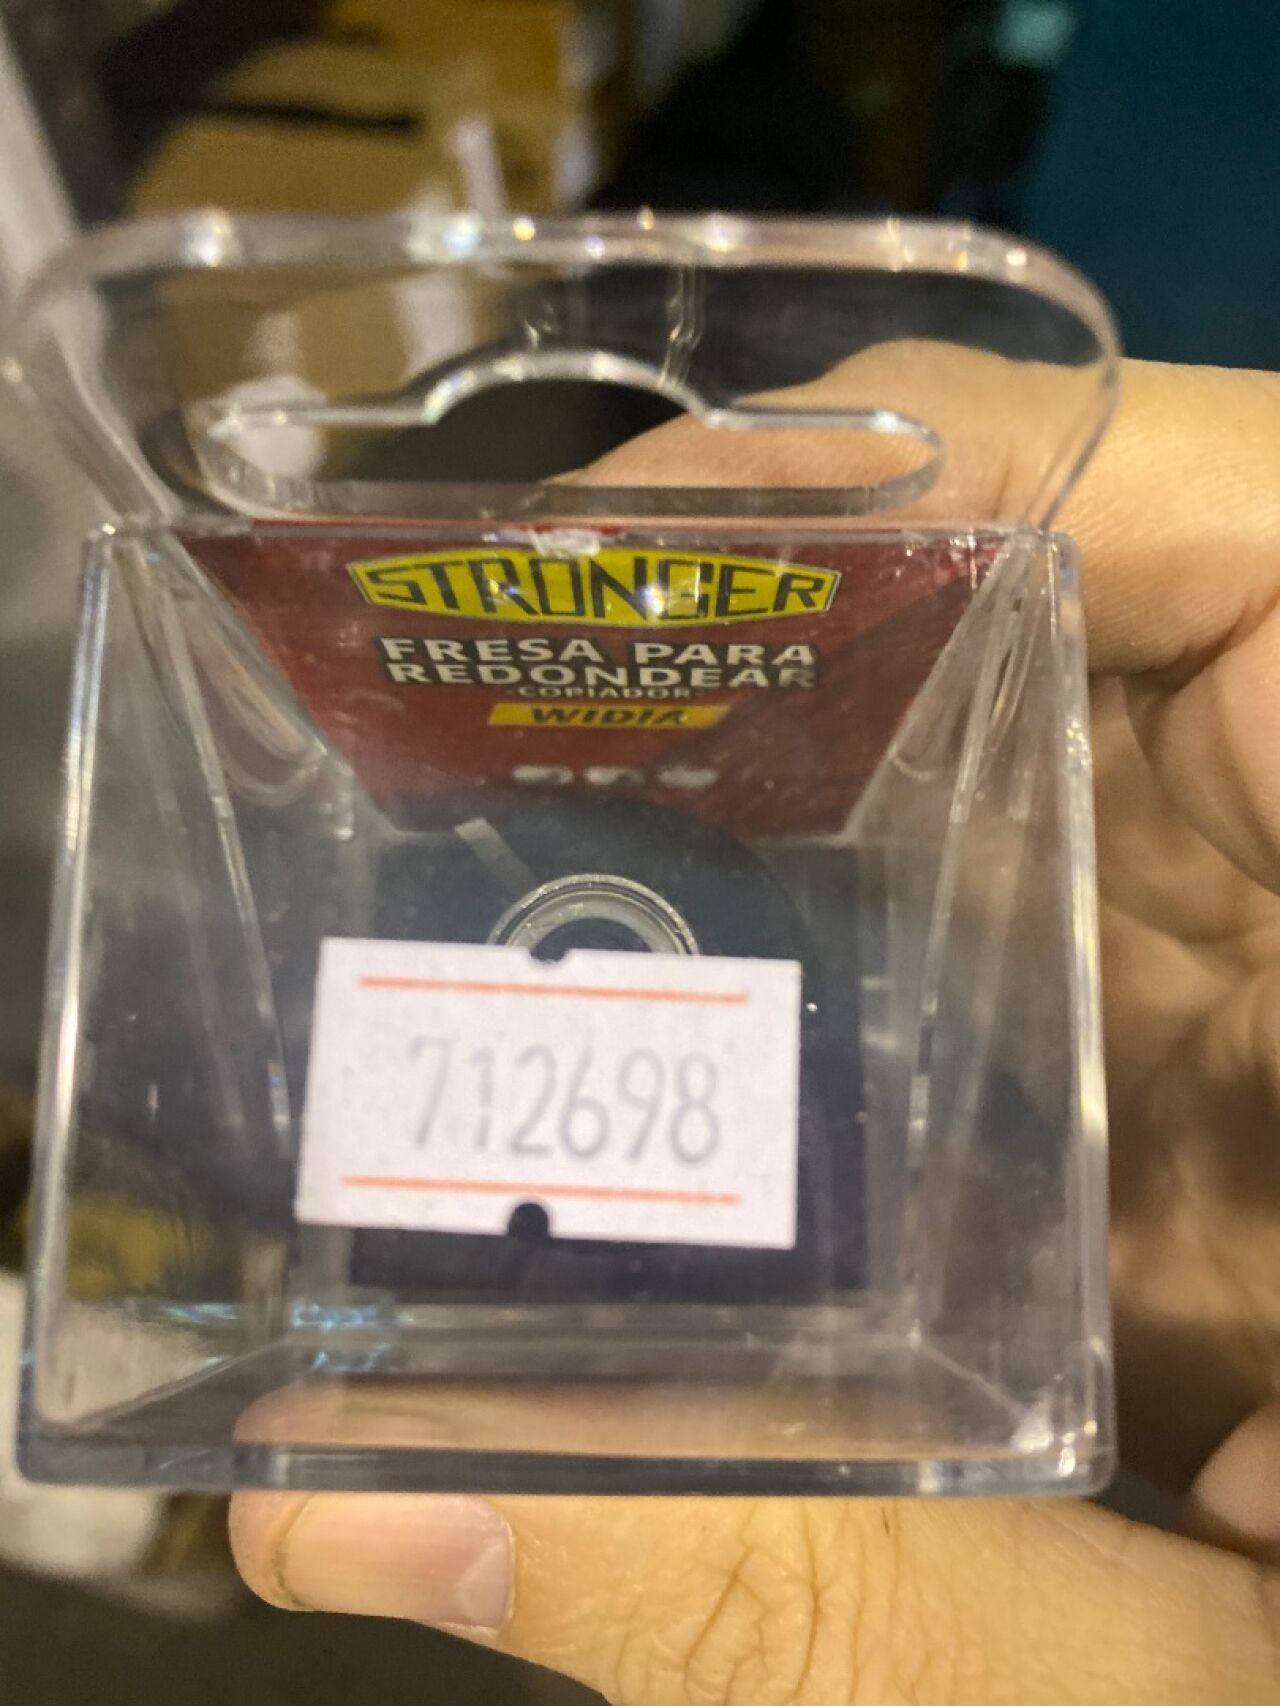 STRONGER
FRESA PARA
REDONDEAR
-COPIADOR-
WIDIA
712698